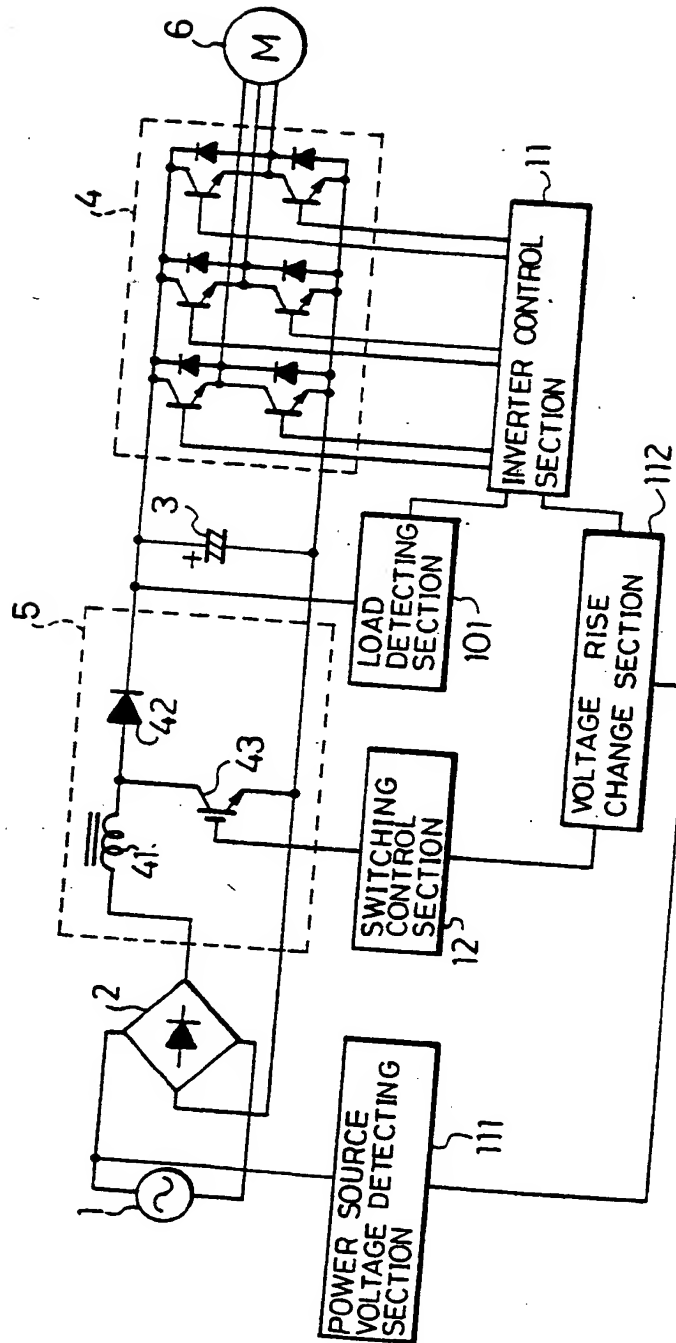 1
2
5
41
42
43
3
4
6
M
+
POWER SOURCE
VOLTAGE DETECTING
SECTION
111
SWITCHING
CONTROL
SECTION
12
LOAD
DETECTING
SECTION
101
INVERTER CONTROL
SECTION
11
VOLTAGE RISE
CHANGE SECTION
112